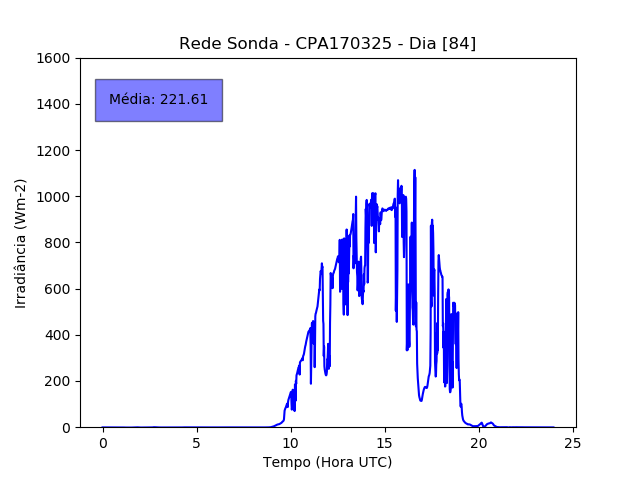 Rede Sonda - CPA170325 - Dia [84]
1600
1400
1200
1000
800
600
400
200
0
Média: 221.61
Irradiância (Wm-2)
0 5 10 15 20 25
Tempo (Hora UTC)